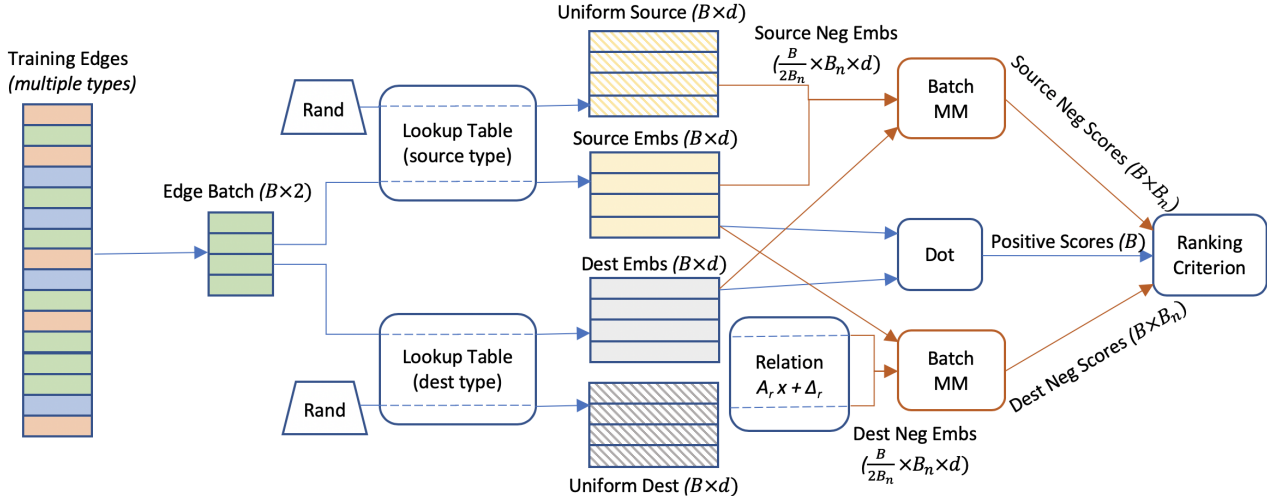 Training Edges
(multiple types)
Edge Batch (B×2)
Rand
Lookup Table
(source type)
Lookup Table
(dest type)
Rand
Uniform Source (B×d)
Source Embs (B×d)
Dest Embs (B×d)
Uniform Dest (B×d)
Source Neg Embs
(B/2Bₙ ×Bₙ×d)
Relation
Aᵣ x + Δᵣ
Dest Neg Embs
(B/2Bₙ ×Bₙ×d)
Batch
MM
Dot
Batch
MM
Source Neg Scores (B×Bₙ)
Positive Scores (B)
Dest Neg Scores (B×Bₙ)
Ranking
Criterion